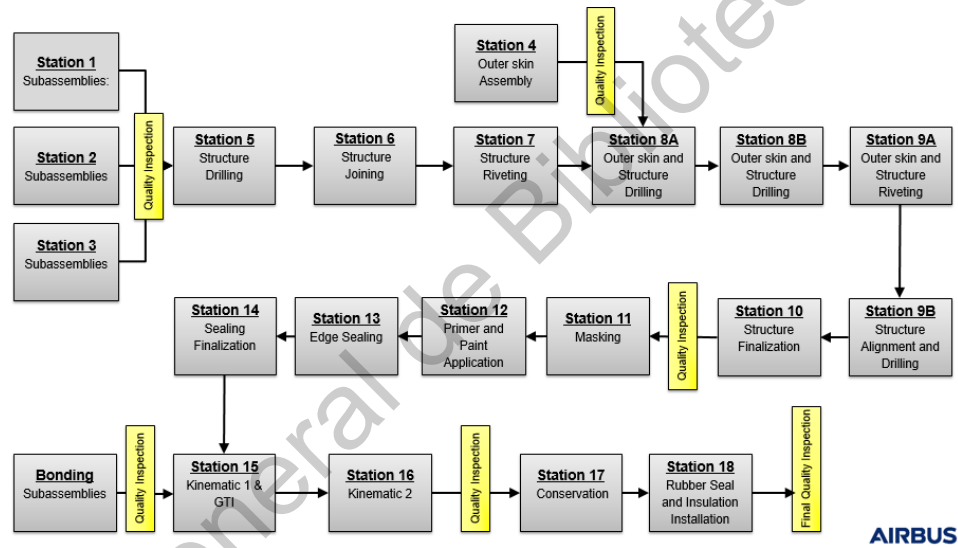 Station 1
Subassemblies:
Station 2
Subassemblies
Station 3
Subassemblies
Quality Inspection
Station 4
Outer skin
Assembly
Quality Inspection
Station 5
Structure
Drilling
Station 6
Structure
Joining
Station 7
Structure
Riveting
Station 8A
Outer skin and
Structure
Drilling
Station 8B
Outer skin and
Structure
Drilling
Station 9A
Outer skin and
Structure
Riveting
Station 14
Sealing
Finalization
Station 13
Edge Sealing
Station 12
Primer and
Paint
Application
Station 11
Masking
Quality Inspection
Station 10
Structure
Finalization
Station 9B
Structure
Alignment and
Drilling
Bonding
Subassemblies
Quality Inspection
Station 15
Kinematic 1 &
GTI
Station 16
Kinematic 2
Quality Inspection
Station 17
Conservation
Station 18
Rubber Seal
and Insulation
Installation
Final Quality Inspection
AIRBUS
eneral de Bibliote